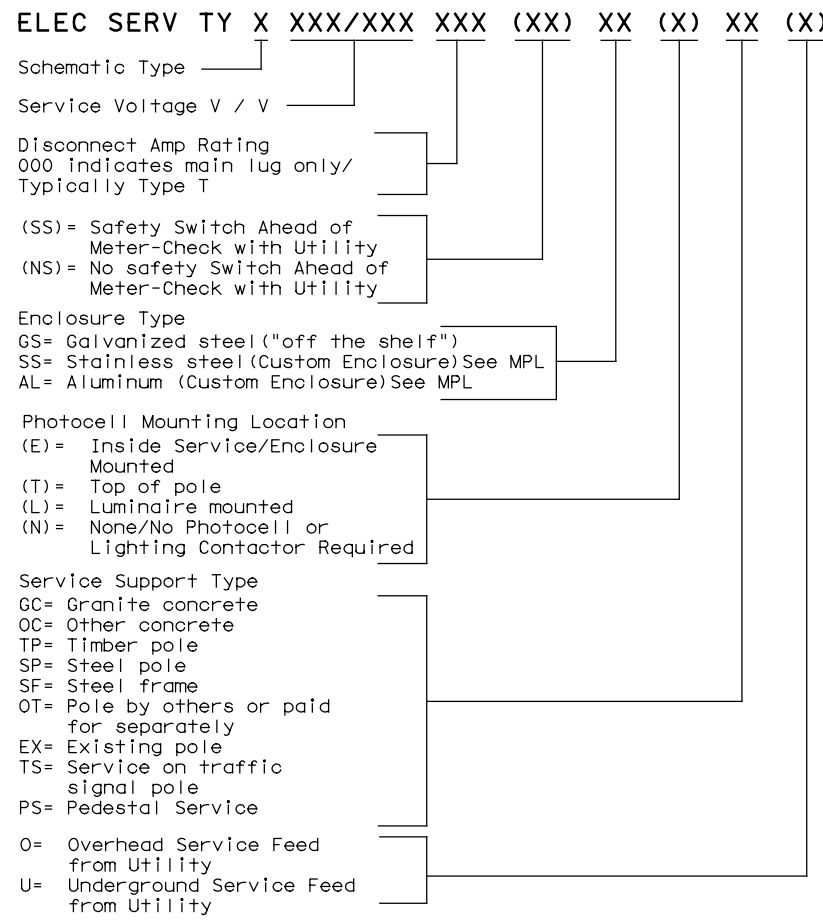 ELEC SERV TY X XXX/XXX XXX (XX) XX (X) XX (X)
Schematic Type
Service Voltage V / V
Disconnect Amp Rating
000 indicates main lug only/
Typically Type T
(SS)= Safety Switch Ahead of
Meter-Check with Utility
(NS)= No safety Switch Ahead of
Meter-Check with Utility
Enclosure Type
GS= Galvanized steel("off the shelf")
SS= Stainless steel(Custom Enclosure)See MPL
AL= Aluminum (Custom Enclosure)See MPL
Photocell Mounting Location
(E)= Inside Service/Enclosure
Mounted
(T)= Top of pole
(L)= Luminaire mounted
(N)= None/No Photocell or
Lighting Contactor Required
Service Support Type
GC= Granite concrete
OC= Other concrete
TP= Timber pole
SP= Steel pole
SF= Steel frame
OT= Pole by others or paid
for separately
EX= Existing pole
TS= Service on traffic
signal pole
PS= Pedestal Service
O= Overhead Service Feed
from Utility
U= Underground Service Feed
from Utility